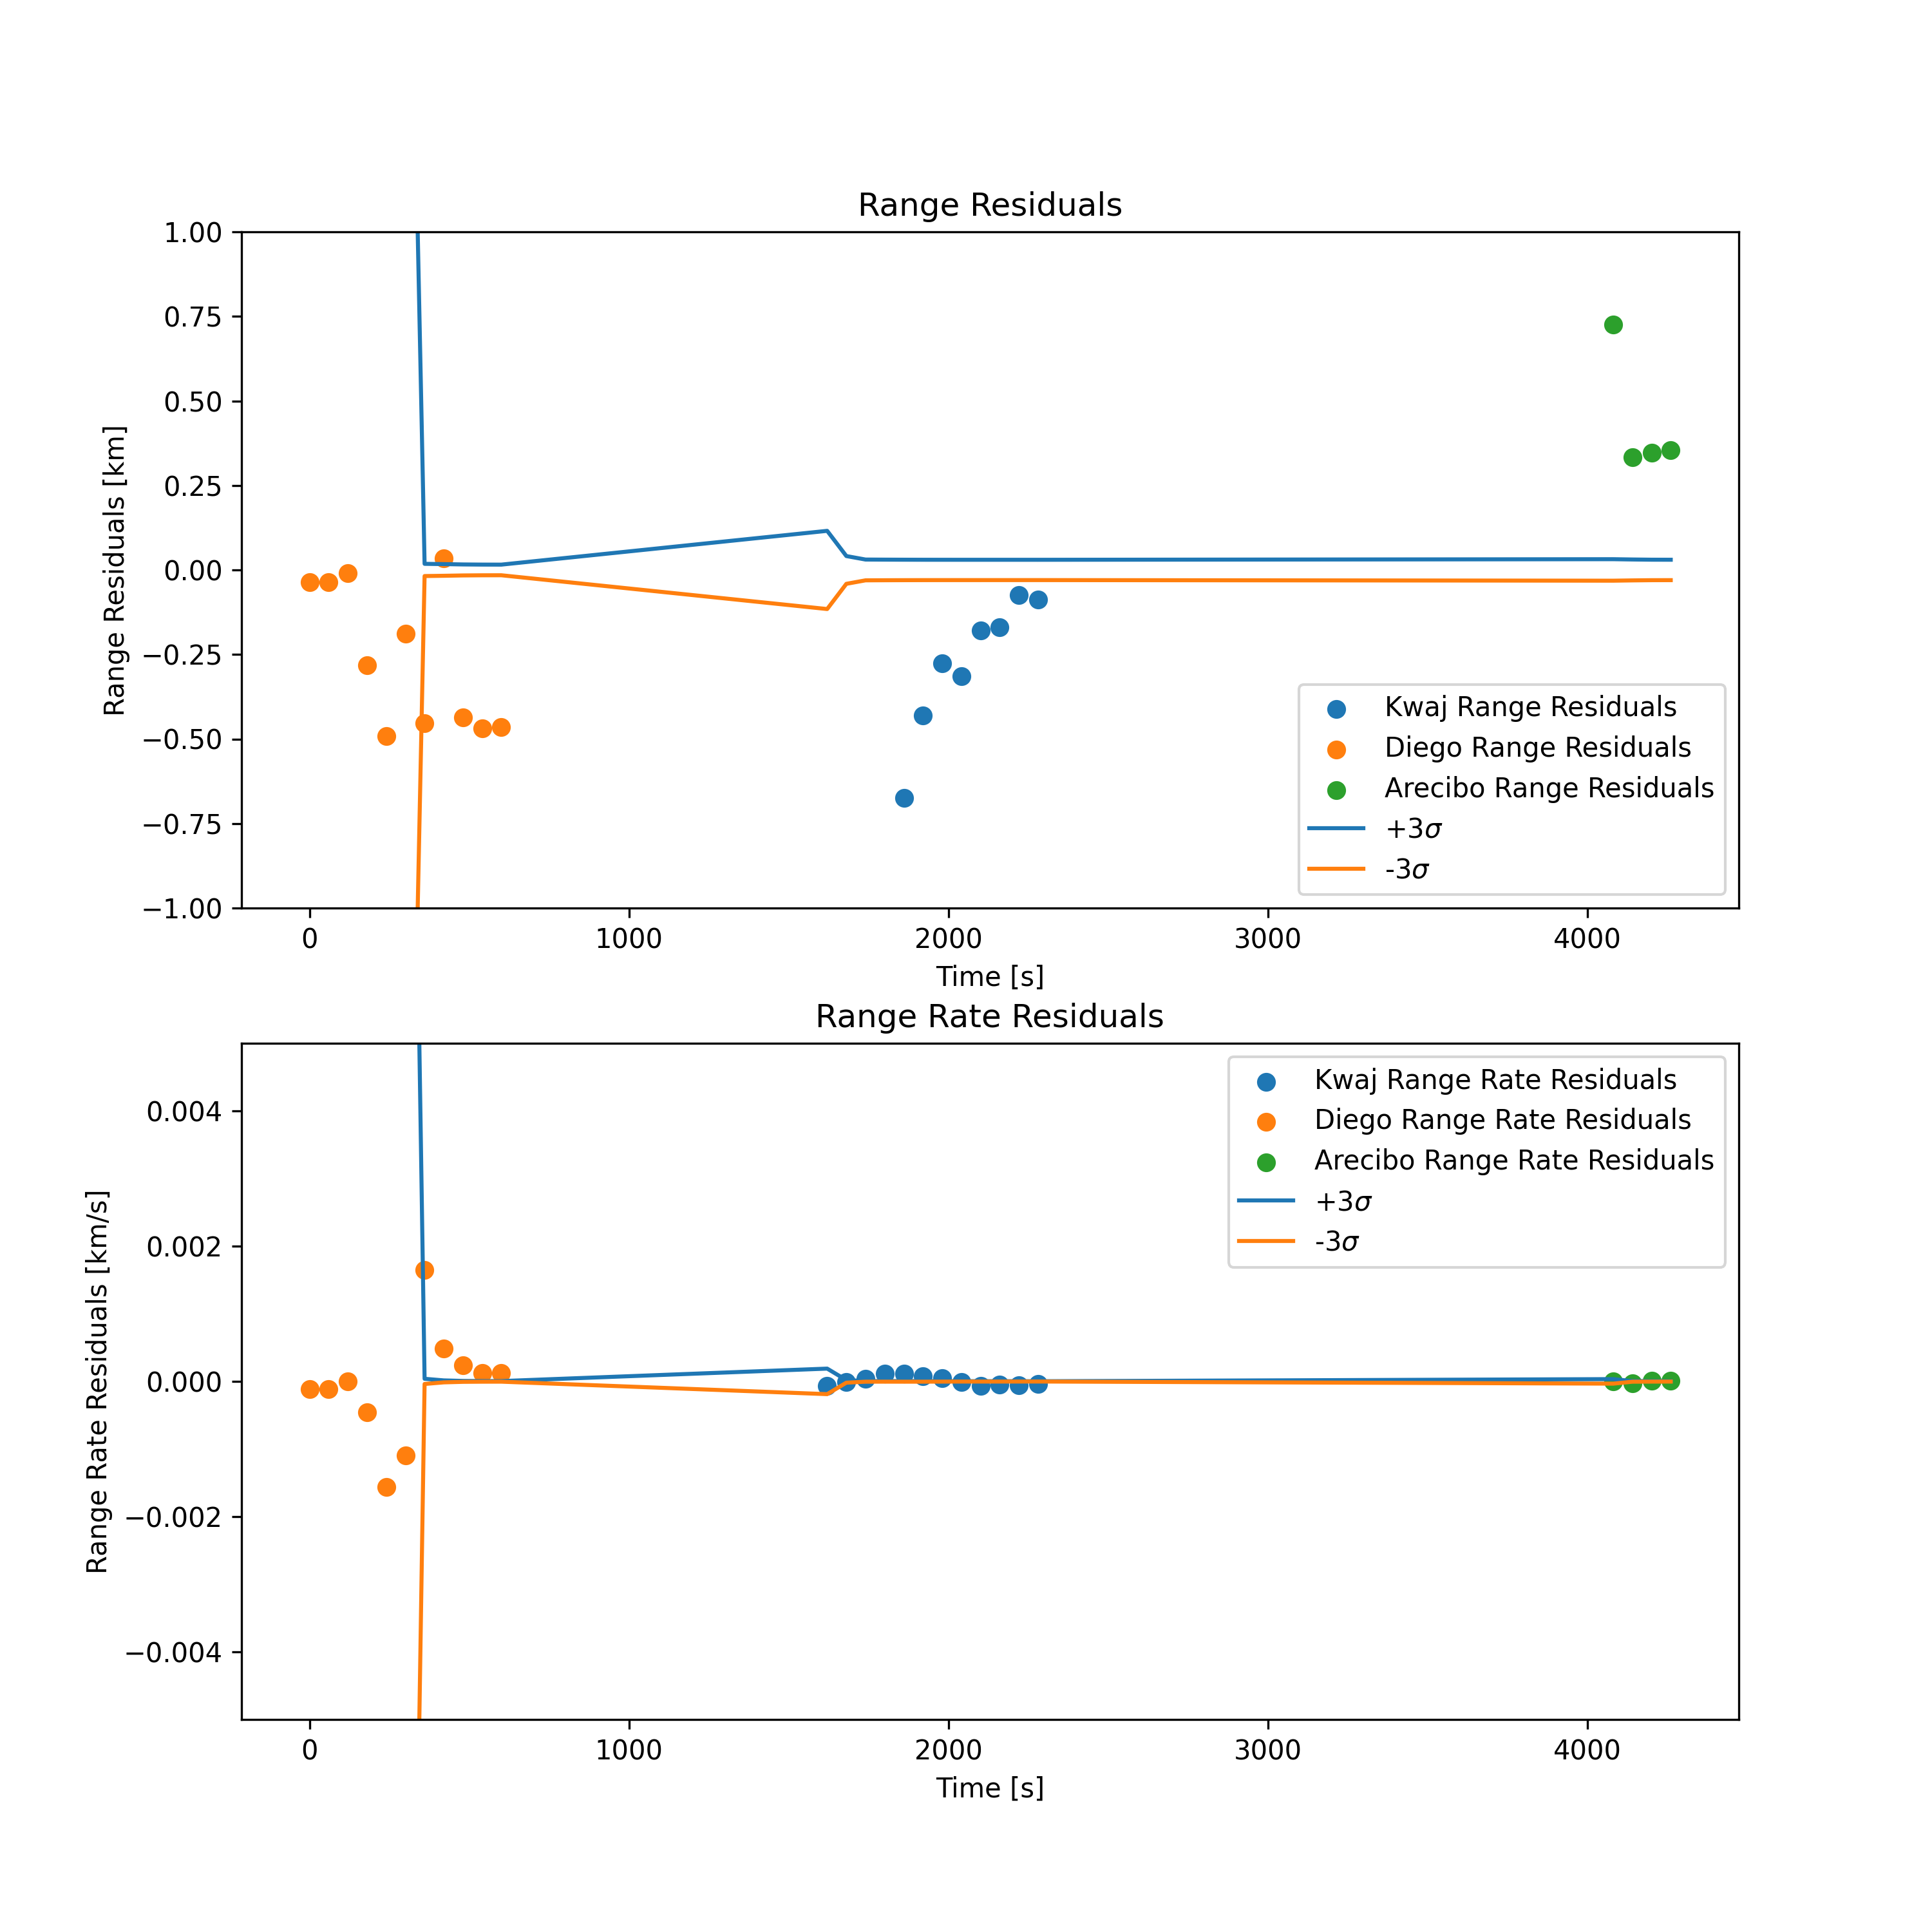 Range Residuals
1.00
0.75
0.50
0.25
0.00
−0.25
−0.50
−0.75
−1.00
Range Residuals [km]
Kwaj Range Residuals
Diego Range Residuals
Arecibo Range Residuals
+3σ
-3σ
0 1000 2000 3000 4000
Time [s]
Range Rate Residuals
0.004
0.002
0.000
−0.002
−0.004
Range Rate Residuals [km/s]
Kwaj Range Rate Residuals
Diego Range Rate Residuals
Arecibo Range Rate Residuals
+3σ
-3σ
0 1000 2000 3000 4000
Time [s]